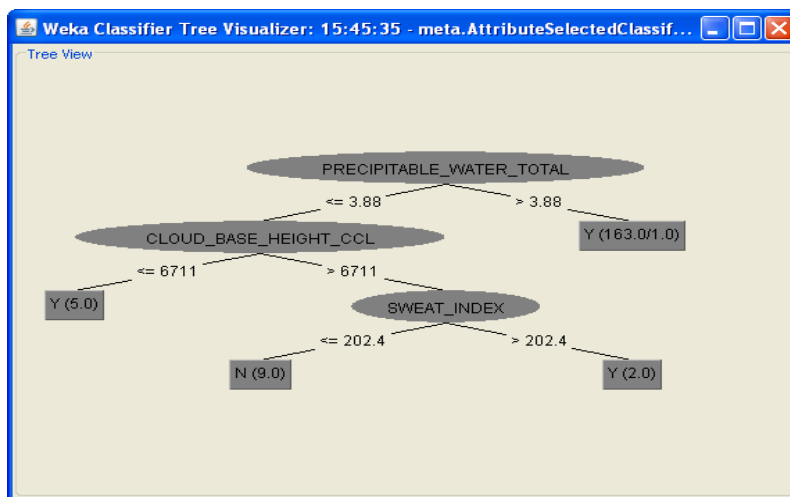 Weka Classifier Tree Visualizer: 15:45:35 - meta.AttributeSelectedClassif...
Tree View
PRECIPITABLE_WATER_TOTAL
<= 3.88
> 3.88
CLOUD_BASE_HEIGHT_CCL
Y (163.0/1.0)
<= 6711
> 6711
Y (5.0)
SWEAT_INDEX
<= 202.4
> 202.4
N (9.0)
Y (2.0)